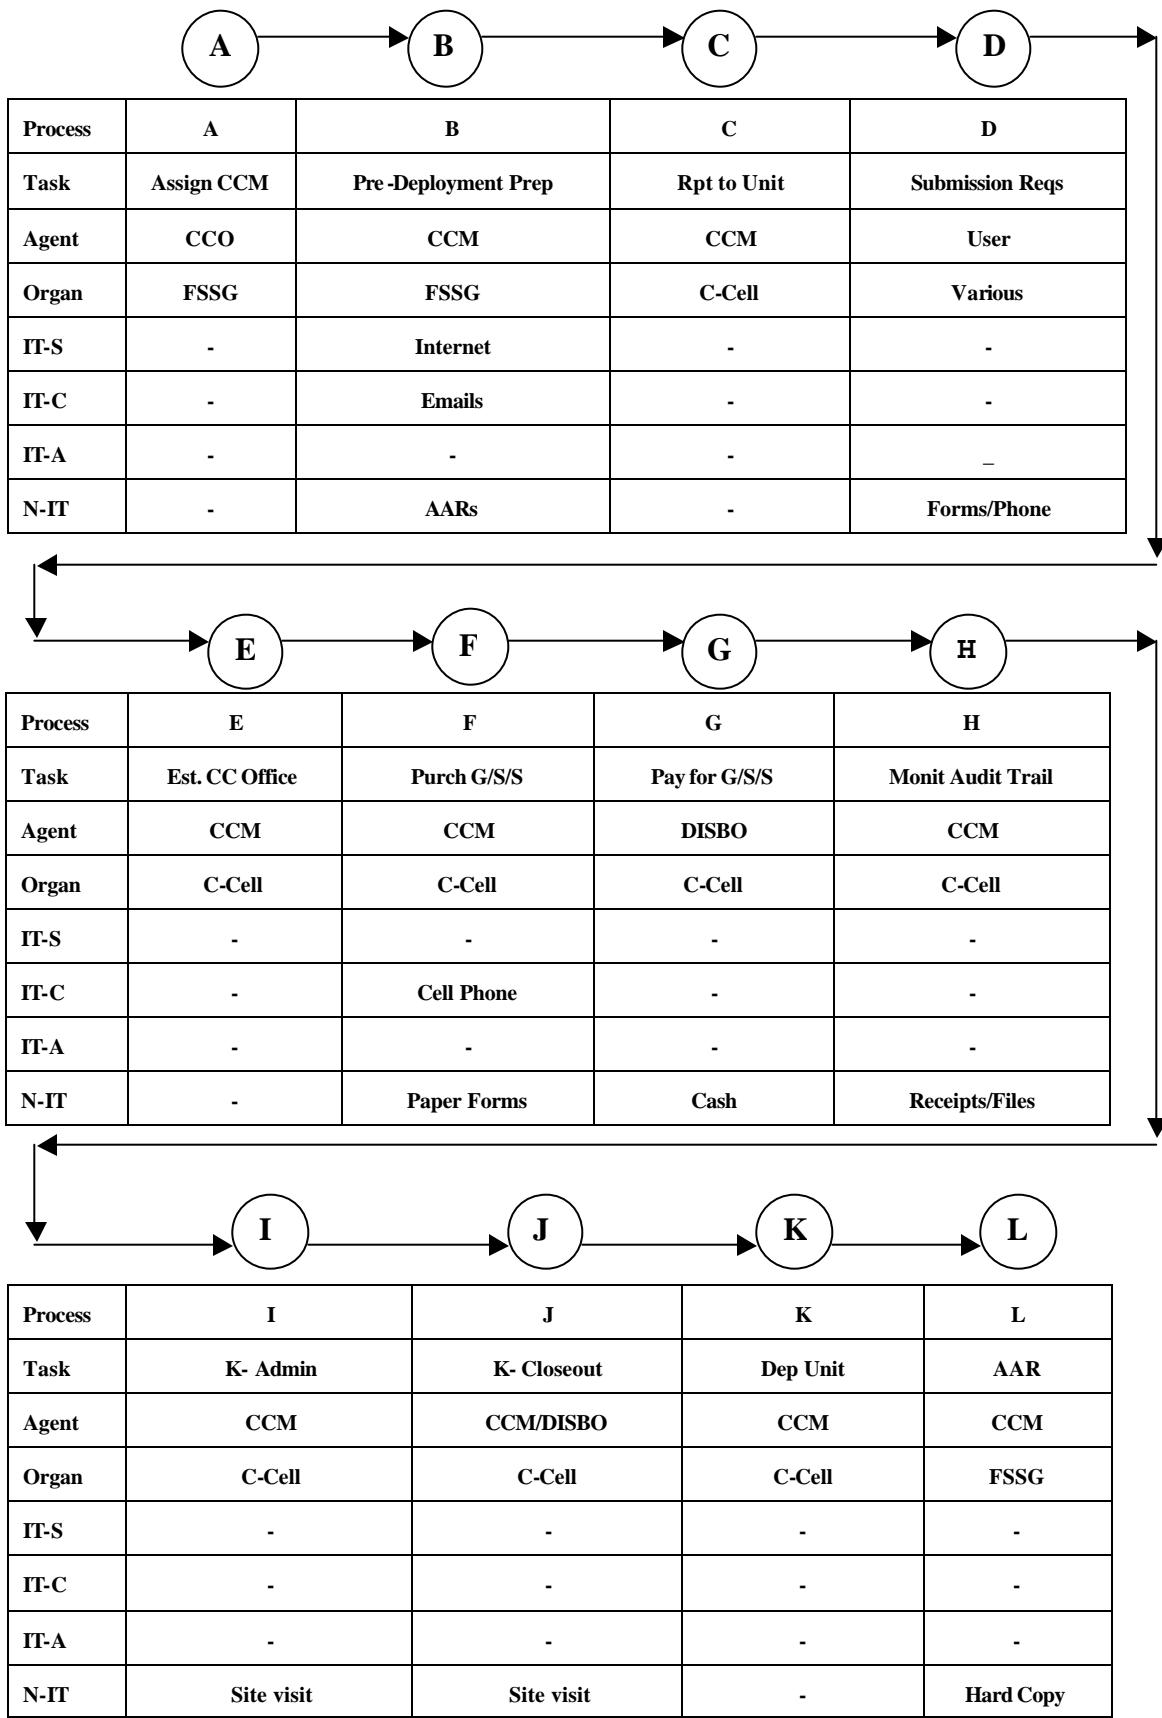 A B C D
Process A B C D
Task Assign CCM Pre -Deployment Prep Rpt to Unit Submission Reqs
Agent CCO CCM CCM User
Organ FSSG FSSG C-Cell Various
IT-S - Internet - -
IT-C - Emails - -
IT-A - - - _
N-IT - AARs - Forms/Phone
E F G H
Process E F G H
Task Est. CC Office Purch G/S/S Pay for G/S/S Monit Audit Trail
Agent CCM CCM DISBO CCM
Organ C-Cell C-Cell C-Cell C-Cell
IT-S - - - -
IT-C - Cell Phone - -
IT-A - - - -
N-IT - Paper Forms Cash Receipts/Files
I J K L
Process I J K L
Task K- Admin K- Closeout Dep Unit AAR
Agent CCM CCM/DISBO CCM CCM
Organ C-Cell C-Cell C-Cell FSSG
IT-S - - - -
IT-C - - - -
IT-A - - - -
N-IT Site visit Site visit - Hard Copy